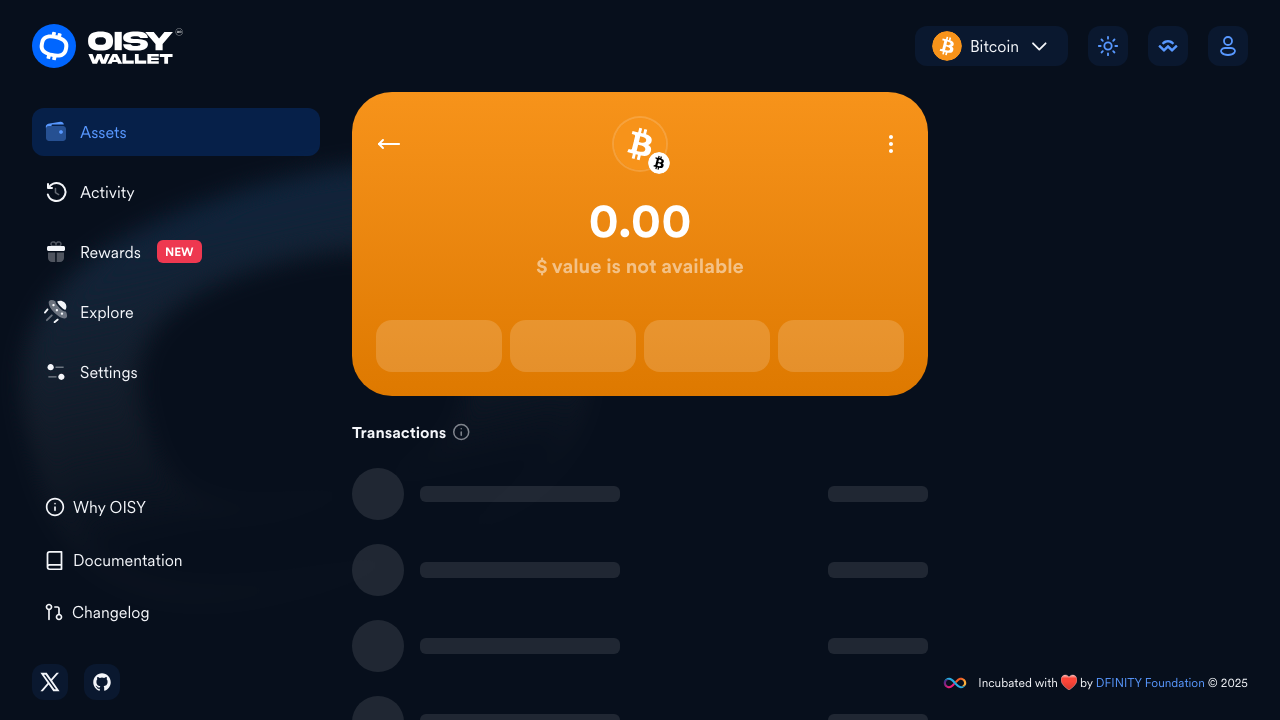 OISY
WALLET
Bitcoin
Assets
Activity
Rewards NEW
Explore
Settings
Why OISY
Documentation
Changelog
0.00
$ value is not available
Transactions
Incubated with ❤️ by DFINITY Foundation © 2025